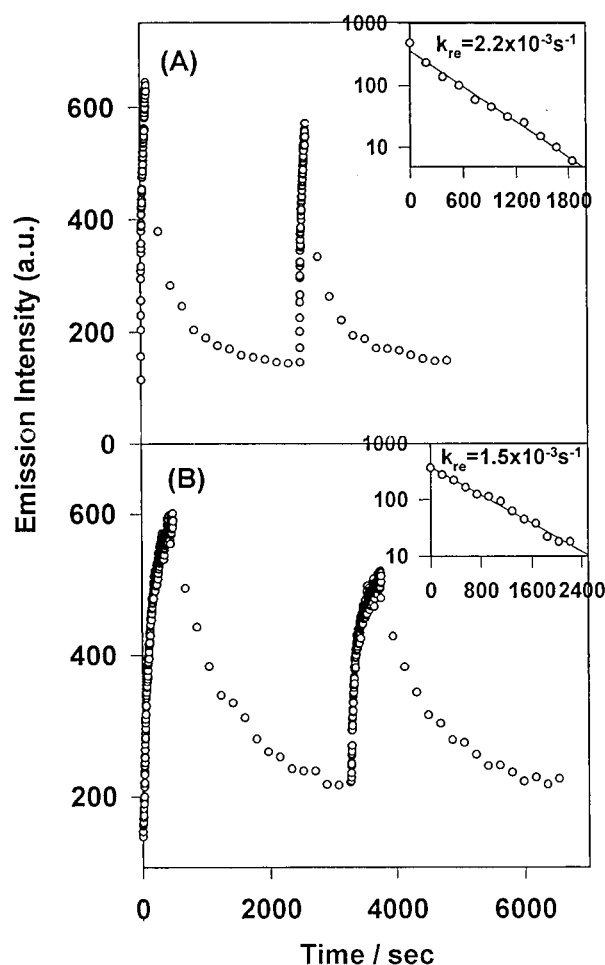 (A)
Emission Intensity (a.u.)
600
400
200
0
1000
100
10
k_re=2.2x10⁻³s⁻¹
0 600 1200 1800
(B)
600
400
200
1000
100
10
k_re=1.5x10⁻³s⁻¹
0 800 1600 2400
0 2000 4000 6000
Time / sec